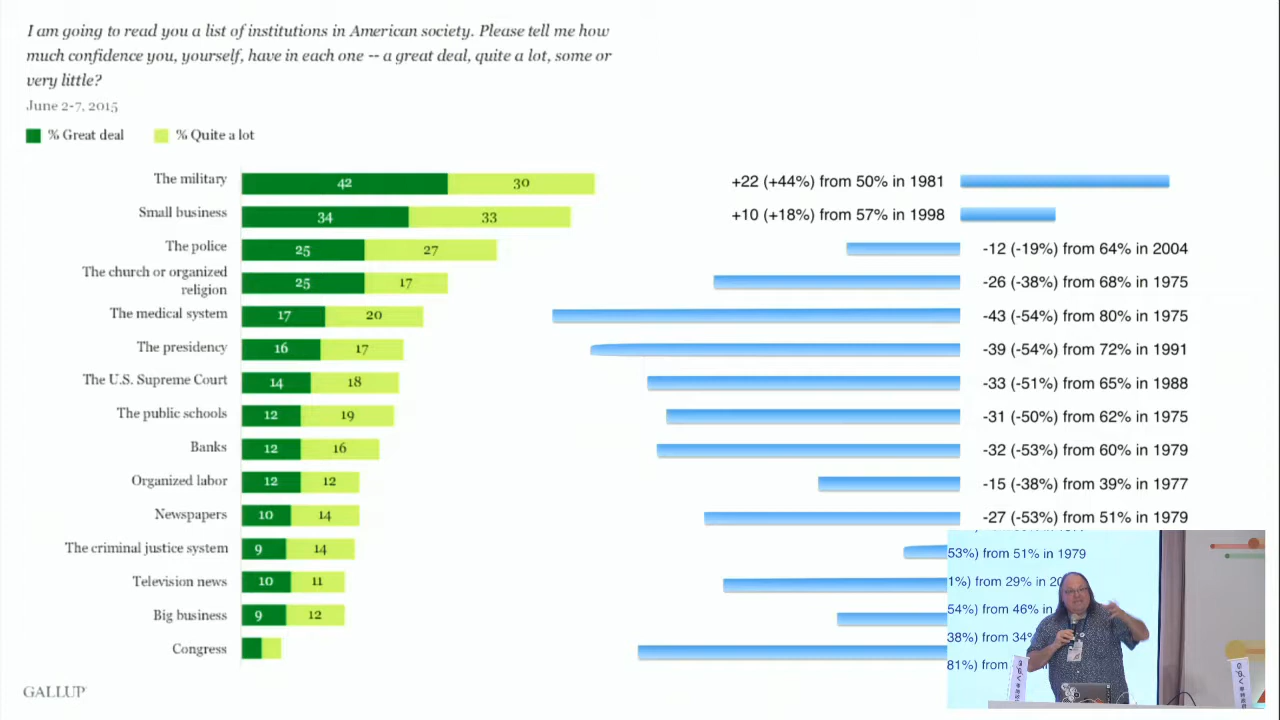 I am going to read you a list of institutions in American society. Please tell me how
much confidence you, yourself, have in each one -- a great deal, quite a lot, some or
very little?
June 2-7, 2015
% Great deal % Quite a lot
The military 42 30 +22 (+44%) from 50% in 1981
Small business 34 33 +10 (+18%) from 57% in 1998
The police 25 27 -12 (-19%) from 64% in 2004
The church or organized
religion 25 17 -26 (-38%) from 68% in 1975
The medical system 17 20 -43 (-54%) from 80% in 1975
The presidency 16 17 -39 (-54%) from 72% in 1991
The U.S. Supreme Court 14 18 -33 (-51%) from 65% in 1988
The public schools 12 19 -31 (-50%) from 62% in 1975
Banks 12 16 -32 (-53%) from 60% in 1979
Organized labor 12 12 -15 (-38%) from 39% in 1977
Newspapers 10 14 -27 (-53%) from 51% in 1979
The criminal justice system 9 14
53%) from 51% in 1979
Television news 10 11
1%) from 29% in 20
Big business 9 12
54%) from 46% in
38%) from 34%
Congress
81%) from
GALLUP